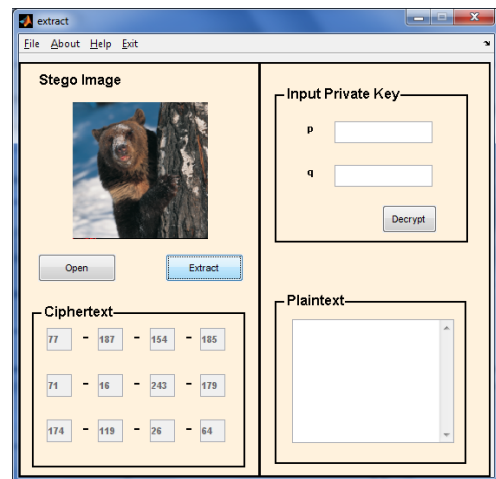 extract
File About Help Exit
Stego Image
Open Extract
Ciphertext
77 - 187 - 154 - 185
71 - 16 - 243 - 179
174 - 119 - 26 - 64
Input Private Key
p
q
Decrypt
Plaintext